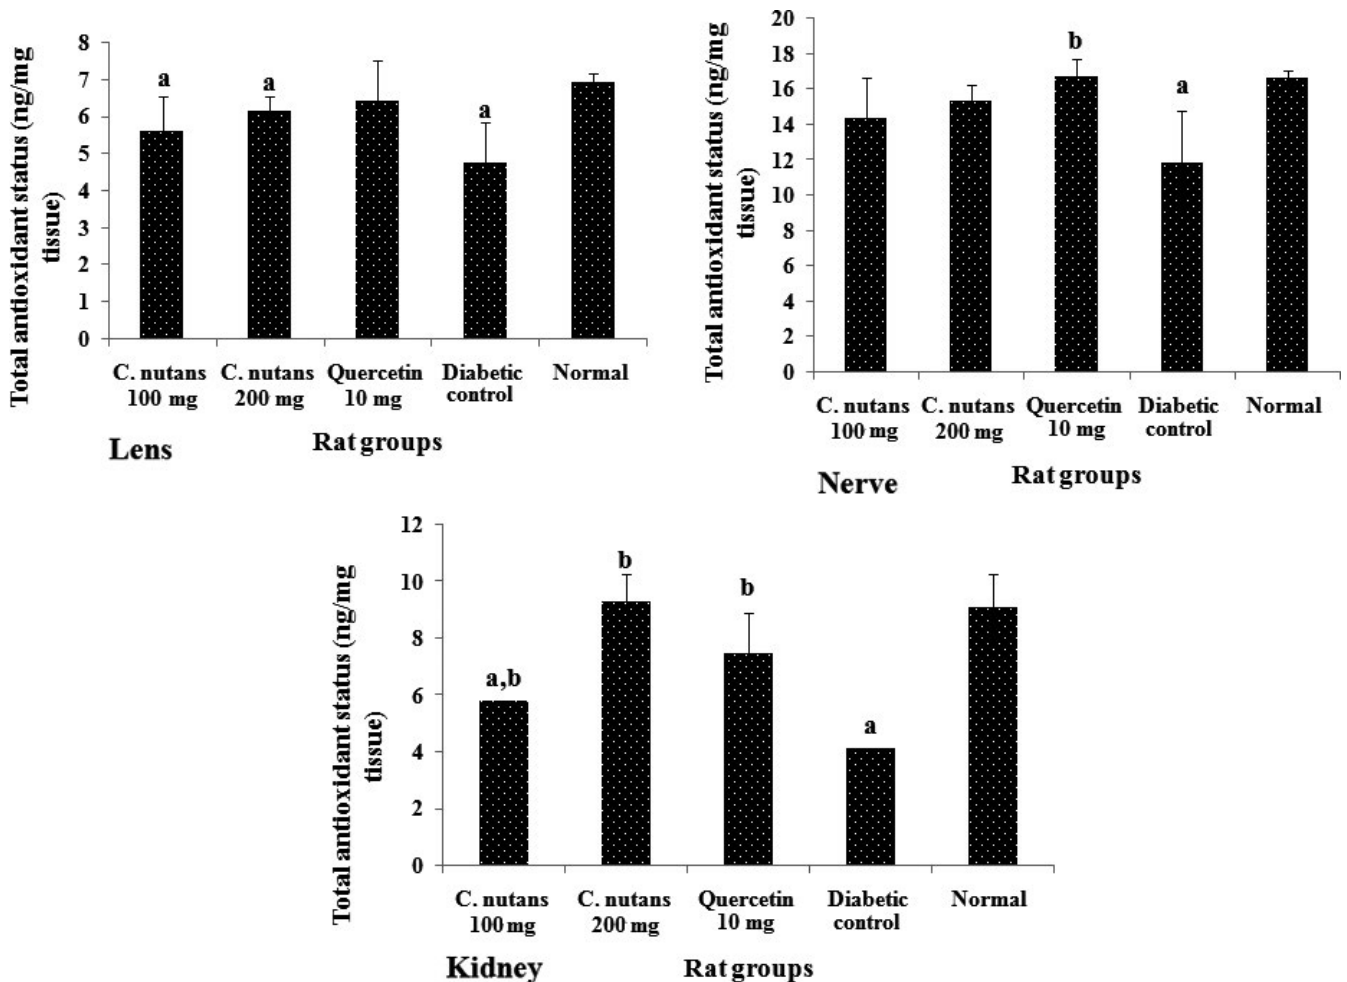 Total antioxidant status (ng/mg
tissue)
8
7
6
5
4
3
2
1
0
a
a
a
C. nutans
100 mg
C. nutans
200 mg
Quercetin
10 mg
Diabetic
control
Normal
Lens
Rat groups
Total antioxidant status (ng/mg
tissue)
20
18
16
14
12
10
8
6
4
2
0
b
a
C. nutans
100 mg
C. nutans
200 mg
Quercetin
10 mg
Diabetic
control
Normal
Nerve
Rat groups
Total antioxidant status (ng/mg
tissue)
12
10
8
6
4
2
0
a,b
b
b
a
C. nutans
100 mg
C. nutans
200 mg
Quercetin
10 mg
Diabetic
control
Normal
Kidney
Rat groups